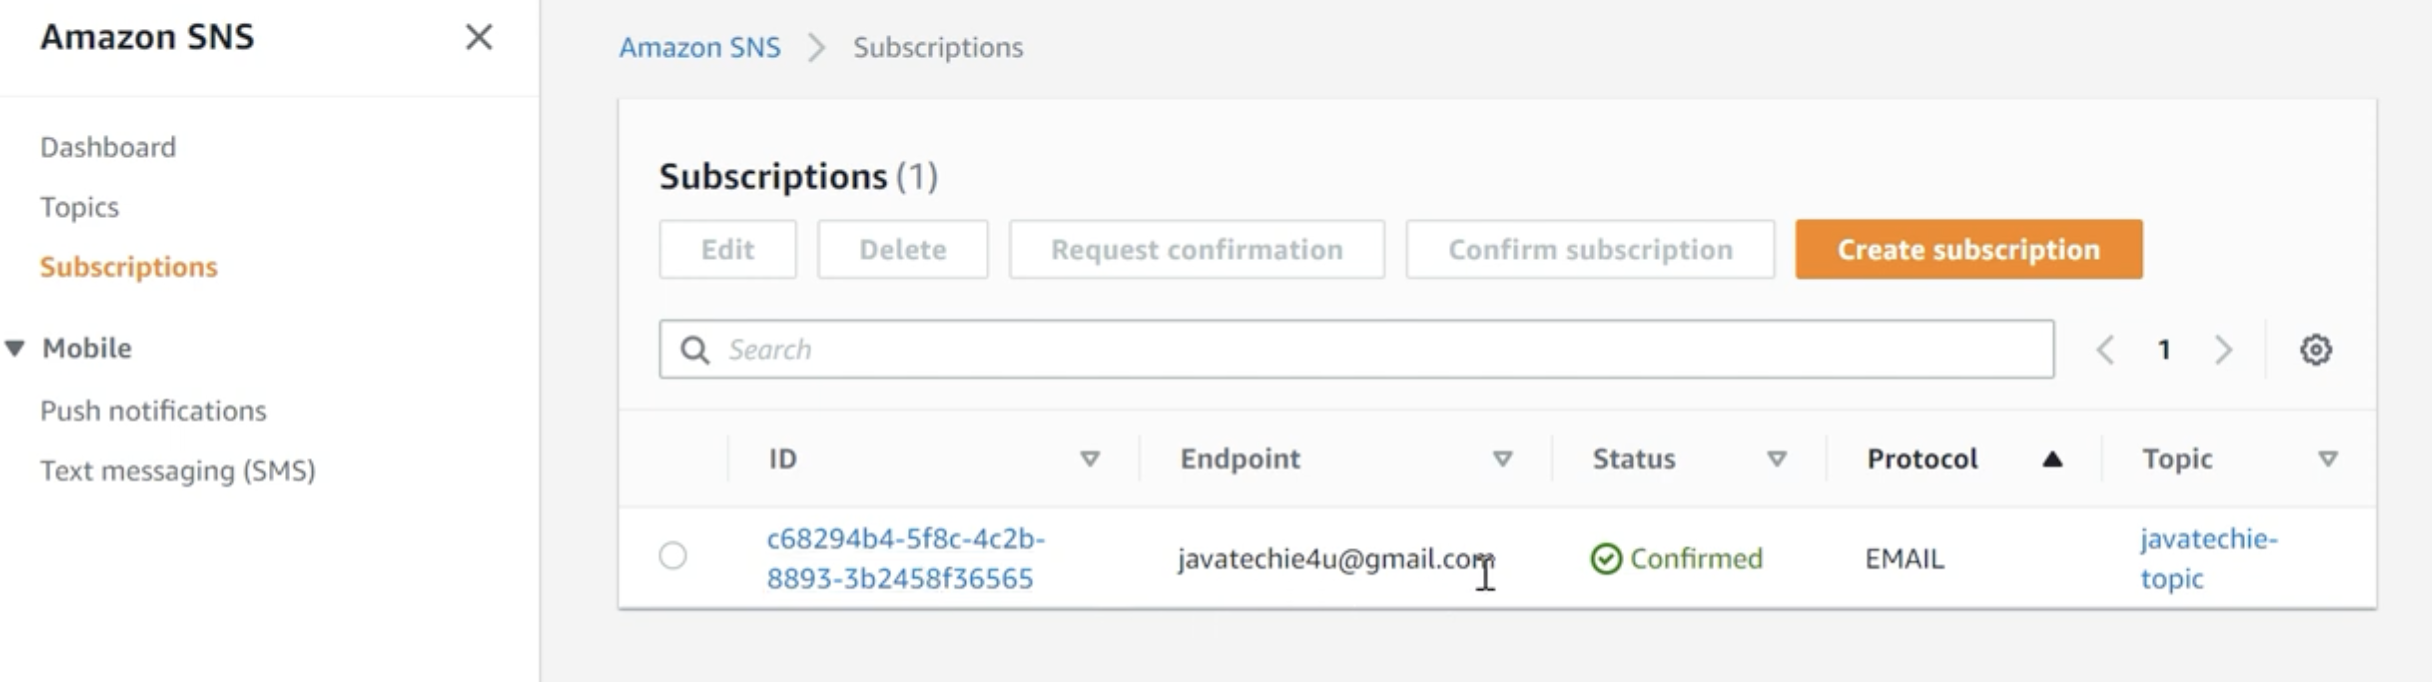 Amazon SNS
Dashboard
Topics
Subscriptions
Mobile
Push notifications
Text messaging (SMS)
Amazon SNS > Subscriptions
Subscriptions (1)
Edit Delete Request confirmation Confirm subscription Create subscription
Search 1
ID Endpoint Status Protocol Topic
c68294b4-5f8c-4c2b-
8893-3b2458f36565
javatechie4u@gmail.com
Confirmed
EMAIL
javatechie-
topic